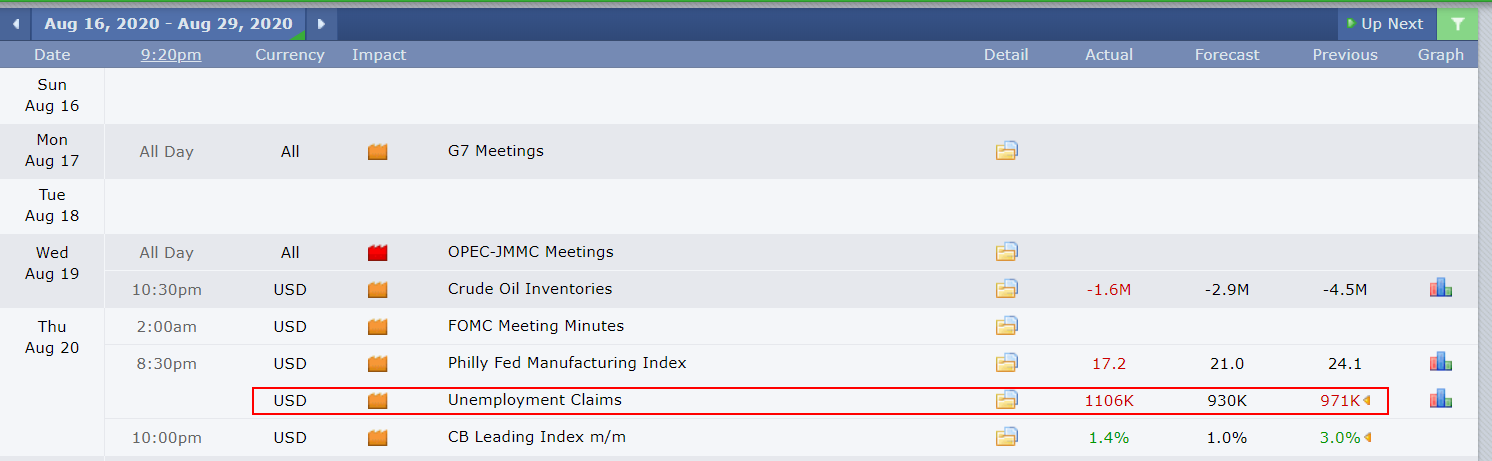 Aug 16, 2020 - Aug 29, 2020 Up Next
Date 9:20pm Currency Impact Detail Actual Forecast Previous Graph
Sun
Aug 16
Mon
Aug 17
All Day All G7 Meetings
Tue
Aug 18
Wed
Aug 19
All Day All OPEC-JMMC Meetings
10:30pm USD Crude Oil Inventories -1.6M -2.9M -4.5M
Thu
Aug 20
2:00am USD FOMC Meeting Minutes
8:30pm USD Philly Fed Manufacturing Index 17.2 21.0 24.1
USD Unemployment Claims 1106K 930K 971K
10:00pm USD CB Leading Index m/m 1.4% 1.0% 3.0%